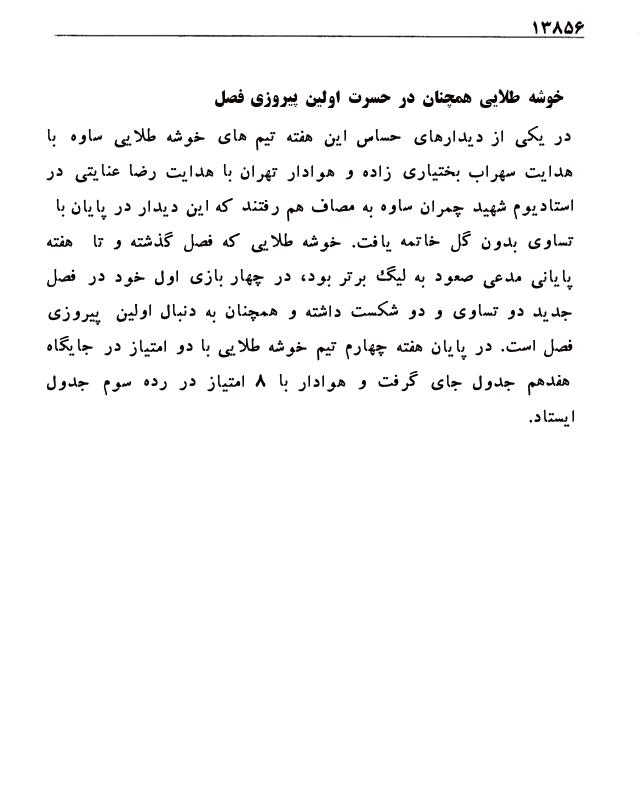 ۱۳۸۵۶
خوشه طلایی همچنان در حسرت اولین پیروزی فصل
در یکی از دیدارهای حساس این هفته تیم های خوشه طلایی ساوه با
هدایت سهراب بختیاری زاده و هوادار تهران با هدایت رضا عنایتی در
استادیوم شهید چمران ساوه به مصاف هم رفتند که این دیدار در پایان با
تساوی بدون گل خاتمه یافت. خوشه طلایی که فصل گذشته و تا هفته
پایانی مدعی صعود به لیگ برتر بود، در چهار بازی اول خود در فصل
جدید دو تساوی و دو شکست داشته و همچنان به دنبال اولین پیروزی
فصل است. در پایان هفته چهارم تیم خوشه طلایی با دو امتیاز در جایگاه
هفدهم جدول جای گرفت و هوادار با ۸ امتیاز در رده سوم جدول
ایستاد.